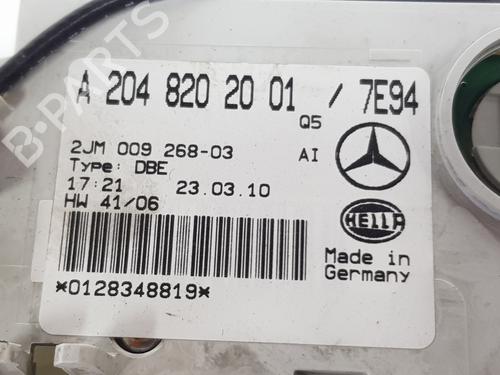 A 204 820 20 01 / 7E94
Q5
2JM 009 268-03 AI
Type: DBE
17:21 23.03.10
HW 41/06
HELLA
Made in
Germany
*0128348819*
B-PARTS